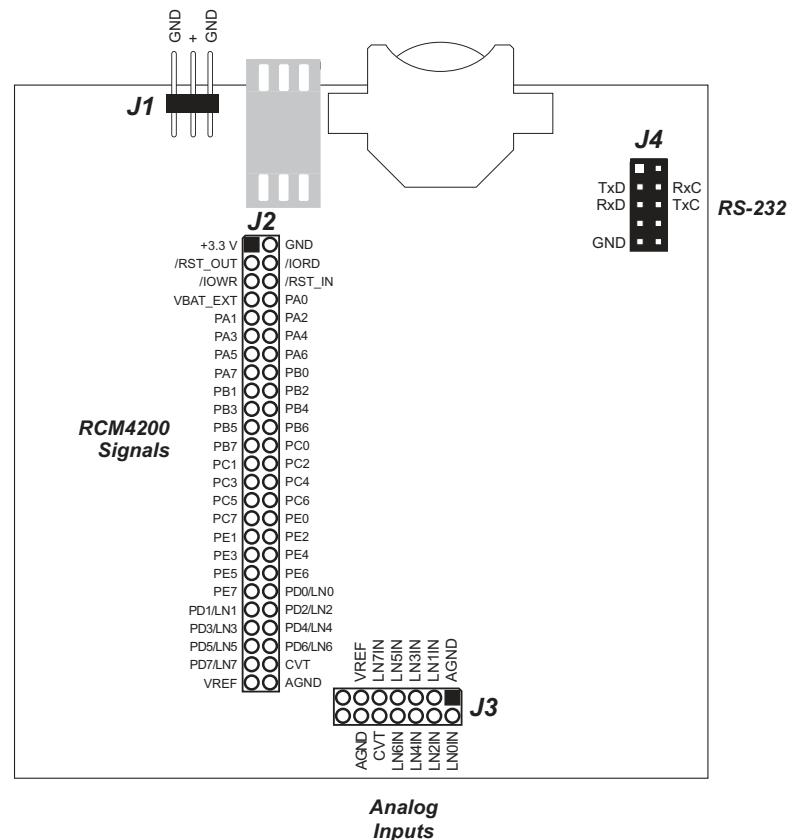 GND
+
GND
J1
J4
TxD RxC
RxD TxC
GND
RS-232
J2
+3.3 V GND
/RST_OUT /IORD
/IOWR /RST_IN
VBAT_EXT PA0
PA1 PA2
PA3 PA4
PA5 PA6
PA7 PB0
PB1 PB2
PB3 PB4
PB5 PB6
PB7 PC0
PC1 PC2
PC3 PC4
PC5 PC6
PC7 PE0
PE1 PE2
PE3 PE4
PE5 PE6
PE7 PD0/LN0
PD1/LN1 PD2/LN2
PD3/LN3 PD4/LN4
PD5/LN5 PD6/LN6
PD7/LN7 CVT
VREF AGND
RCM4200
Signals
VREF
LN7IN
LN5IN
LN3IN
LN1IN
AGND
J3
AGND
CVT
LN6IN
LN4IN
LN2IN
LN0IN
Analog
Inputs